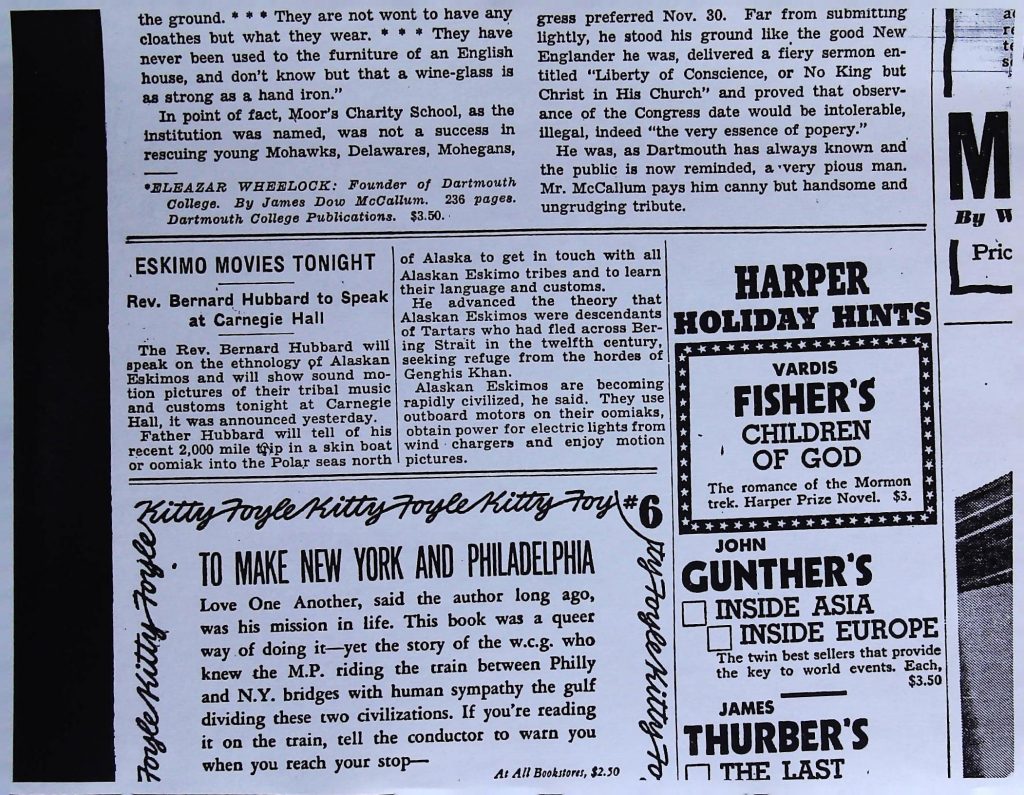 the ground. * * * They are not wont to have any
cloathes but what they wear. * * * They have
never been used to the furniture of an English
house, and don't know but that a wine-glass is
as strong as a hand iron."
In point of fact, Moor's Charity School, as the
institution was named, was not a success in
rescuing young Mohawks, Delawares, Mohegans,
*ELEAZAR WHEELOCK: Founder of Dartmouth
College. By James Dow McCallum. 236 pages.
Dartmouth College Publications. $3.50.
gress preferred Nov. 30. Far from submitting
lightly, he stood his ground like the good New
Englander he was, delivered a fiery sermon en-
titled "Liberty of Conscience, or No King but
Christ in His Church" and proved that observ-
ance of the Congress date would be intolerable,
illegal, indeed "the very essence of popery."
He was, as Dartmouth has always known and
the public is now reminded, a very pious man.
Mr. McCallum pays him canny but handsome and
ungrudging tribute.
ESKIMO MOVIES TONIGHT
Rev. Bernard Hubbard to Speak
at Carnegie Hall
The Rev. Bernard Hubbard will
speak on the ethnology of Alaskan
Eskimos and will show sound mo-
tion pictures of their tribal music
and customs tonight at Carnegie
Hall, it was announced yesterday.
Father Hubbard will tell of his
recent 2,000 mile trip in a skin boat
or oomiak into the Polar seas north
of Alaska to get in touch with all
Alaskan Eskimo tribes and to learn
their language and customs.
He advanced the theory that
Alaskan Eskimos were descendants
of Tartars who had fled across Ber-
ing Strait in the twelfth century,
seeking refuge from the hordes of
Genghis Khan.
Alaskan Eskimos are becoming
rapidly civilized, he said. They use
outboard motors on their oomiaks,
obtain power for electric lights from
wind chargers and enjoy motion
pictures.
Kitty Foyle Kitty Foyle Kitty Foy
#6
Foyle Kitty Foyle
tty Foyle Kitty Fo
TO MAKE NEW YORK AND PHILADELPHIA
Love One Another, said the author long ago,
was his mission in life. This book was a queer
way of doing it—yet the story of the w.c.g. who
knew the M.P. riding the train between Philly
and N.Y. bridges with human sympathy the gulf
dividing these two civilizations. If you're reading
it on the train, tell the conductor to warn you
when you reach your stop—
At All Bookstores, $2.50
HARPER
HOLIDAY HINTS
VARDIS
FISHER'S
CHILDREN
OF GOD
The romance of the Mormon
trek. Harper Prize Novel. $3.
JOHN
GUNTHER'S
INSIDE ASIA
INSIDE EUROPE
The twin best sellers that provide
the key to world events. Each,
$3.50
JAMES
THURBER'S
THE LAST
M
By W
Pric